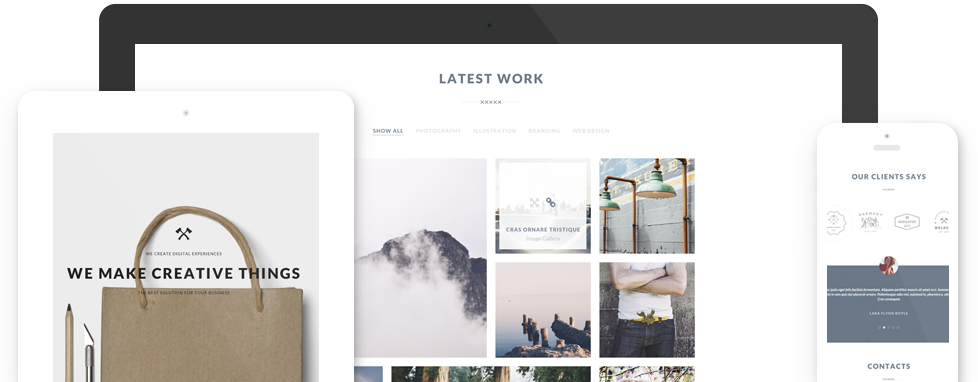 LATEST WORK
SHOW ALL PHOTOGRAPHY ILLUSTRATION BRANDING WEB DESIGN
CRAS ORNARE TRISTIQUE
Image Gallery
WE CREATE DIGITAL EXPERIENCES
WE MAKE CREATIVE THINGS
THE BEST SOLUTION FOR YOUR BUSINESS
OUR CLIENTS SAYS
LARA FLYNN BOYLE
CONTACTS